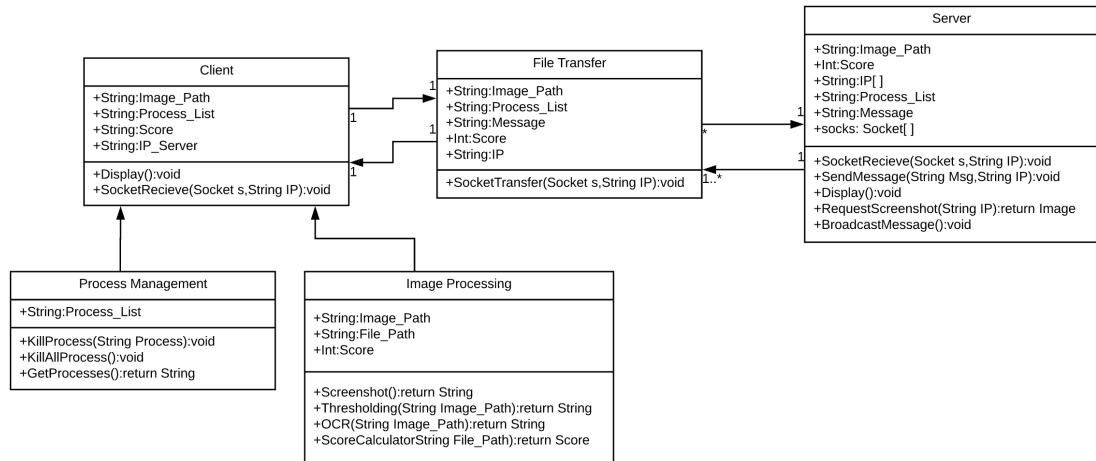 Client
+String:Image_Path
+String:Process_List
+String:Score
+String:IP_Server
+Display():void
+SocketRecieve(Socket s,String IP):void
1
1
1
1
File Transfer
+String:Image_Path
+String:Process_List
+String:Message
+Int:Score
+String:IP
+SocketTransfer(Socket s,String IP):void
*
1
1..*
1
Server
+String:Image_Path
+Int:Score
+String:IP[ ]
+String:Process_List
+String:Message
+socks: Socket[ ]
+SocketRecieve(Socket s,String IP):void
+SendMessage(String Msg,String IP):void
+Display():void
+RequestScreenshot(String IP):return Image
+BroadcastMessage():void
Process Management
+String:Process_List
+KillProcess(String Process):void
+KillAllProcess():void
+GetProcesses():return String
Image Processing
+String:Image_Path
+String:File_Path
+Int:Score
+Screenshot():return String
+Thresholding(String Image_Path):return String
+OCR(String Image_Path):return String
+ScoreCalculatorString File_Path):return Score